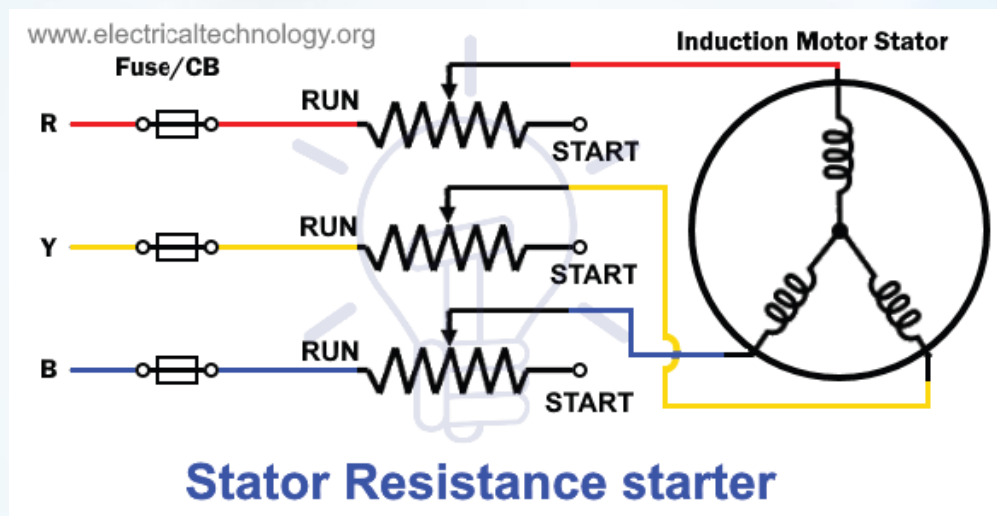 www.electricaltechnology.org
Induction Motor Stator
Fuse/CB
RUN
R
START
RUN
Y
START
RUN
B
START
Stator Resistance starter